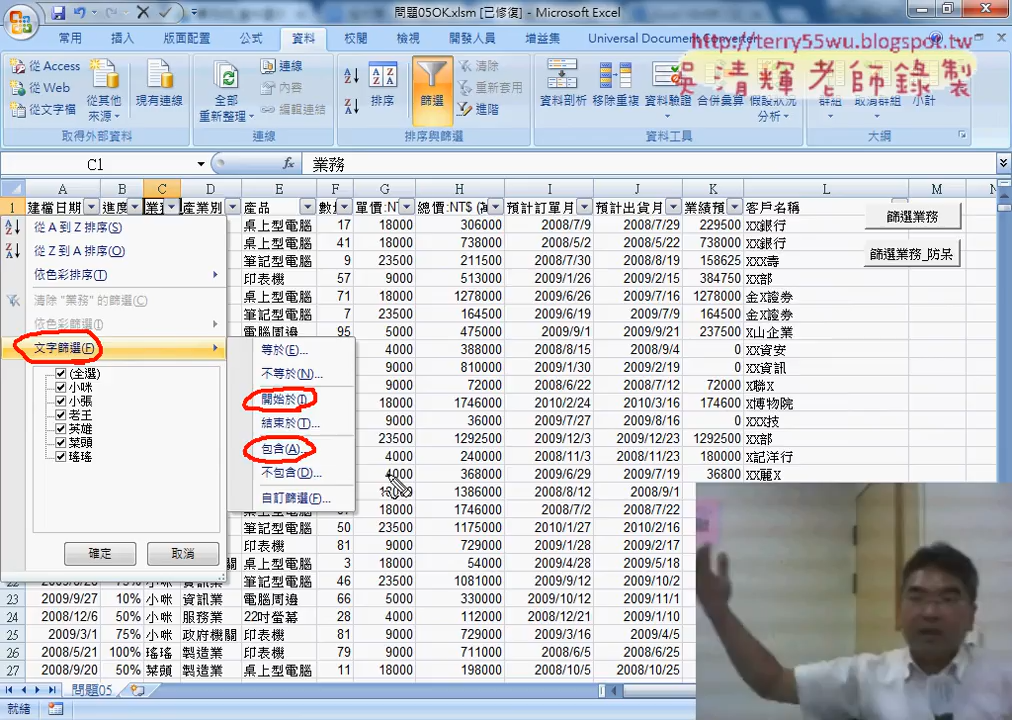 問題05OK.xlsm [已修復] - Microsoft Excel
常用 插入 版面配置 公式 資料 校閱 檢視 開發人員 增益集 Universal Document Converter
http://terry55wu.blogspot.tw
吳清輝老師錄製
從 Access
從 Web
從文字檔
從其他來源
現有連線
取得外部資料
全部重新整理
連線
內容
編輯連結
連線
排序
篩選
清除
重新套用
進階
排序與篩選
資料剖析 移除重複 資料驗證 合併彙算 假設狀況分析
資料工具
群組 取消群組 小計
大綱
C1 fx 業務
A B C D E F G H I J K L M N
1 建檔日期 進度 業務 產業別 產品 數量 單價:NT 總價:NT$ (萬 預計訂單月 預計出貨月 業績預 客戶名稱
篩選業務
篩選業務_防呆
從 A 到 Z 排序(S)
從 Z 到 A 排序(O)
依色彩排序(T)
清除 "業務" 的篩選(C)
依色彩篩選(I)
文字篩選(F)
(全選)
小咪
小張
老王
英雄
菜頭
瑤瑤
確定 取消
等於(E)...
不等於(N)...
開始於(I)
結束於(T)...
包含(A)...
不包含(D)...
自訂篩選(F)...
桌上型電腦 17 18000 306000 2008/7/9 2008/7/29 229500 XX銀行
桌上型電腦 41 18000 738000 2008/5/2 2008/5/22 738000 XX銀行
筆記型電腦 9 23500 211500 2008/7/30 2008/8/19 158625 XXX壽
印表機 57 9000 513000 2009/1/26 2009/2/15 384750 XX部
桌上型電腦 71 18000 1278000 2009/6/26 2009/7/16 1278000 金X證券
筆記型電腦 7 23500 164500 2009/6/19 2009/7/9 164500 金X證券
電腦周邊 95 5000 475000 2009/9/1 2009/9/21 237500 X山企業
4000 388000 2008/8/15 2008/9/4 0 XX資安
9000 810000 2009/1/20 2009/2/9 0 XX資訊
9000 72000 2008/6/22 2008/7/12 72000 X聯X
18000 1746000 2010/2/24 2010/3/16 174600 X博物院
9000 36000 2009/1/7 2009/1/27 0 XXX技
23500 1292500 2009/12/3 2009/12/23 1292500 XX部
4000 240000 2008/11/3 2008/11/23 180000 X記洋行
4000 368000 2009/6/29 2009/7/19 36800 XX麗X
18000 1386000 2008/8/12 2008/9/1
18000 1746000 2008/7/2 2008/7/22
筆記型電腦 50 23500 1175000 2010/1/27 2010/2/16
印表機 81 9000 729000 2009/1/28 2009/2/17
桌上型電腦 3 18000 54000 2009/4/28 2009/5/18
筆記型電腦 46 23500 1081000 2009/9/12 2009/10/2
23 2009/9/27 10% 小咪 資訊業 電腦周邊 66 5000 330000 2009/10/12 2009/11/1
24 2008/12/6 50% 小咪 服務業 22吋螢幕 28 4000 112000 2009/1/10
25 2009/3/1 75% 小咪 政府機關 印表機 81 9000 729000 2009/3/16 2009/4/5
26 2008/5/21 100% 瑤瑤 製造業 印表機 79 9000 711000 2008/6/5 2008/6/25
27 2008/9/20 50% 菜頭 製造業 桌上型電腦 11 18000 198000 2008/10/5 2008/10/25
問題05
就緒